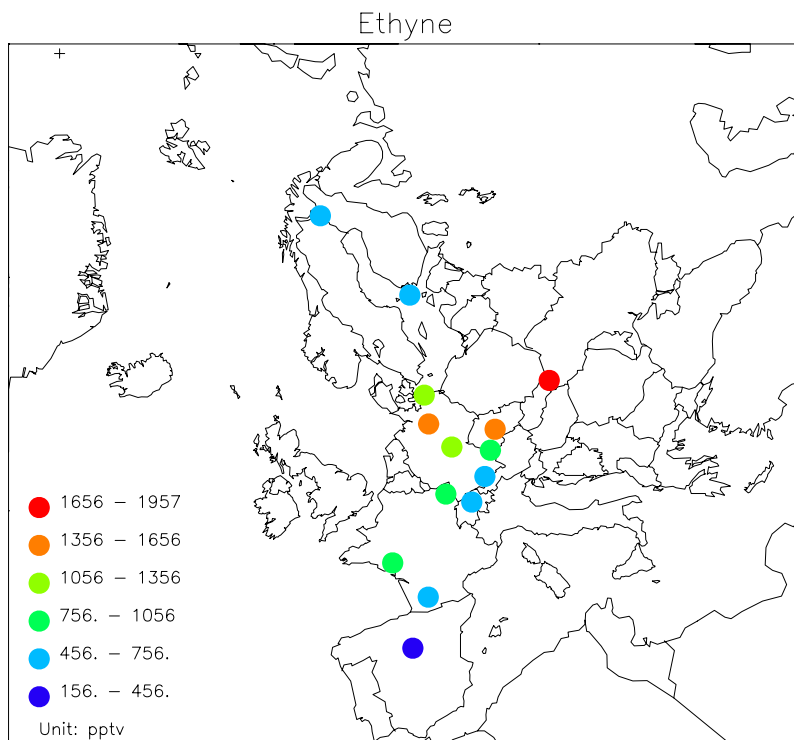 Ethyne
1656 – 1957
1356 – 1656
1056 – 1356
756. – 1056
456. – 756.
156. – 456.
Unit: pptv